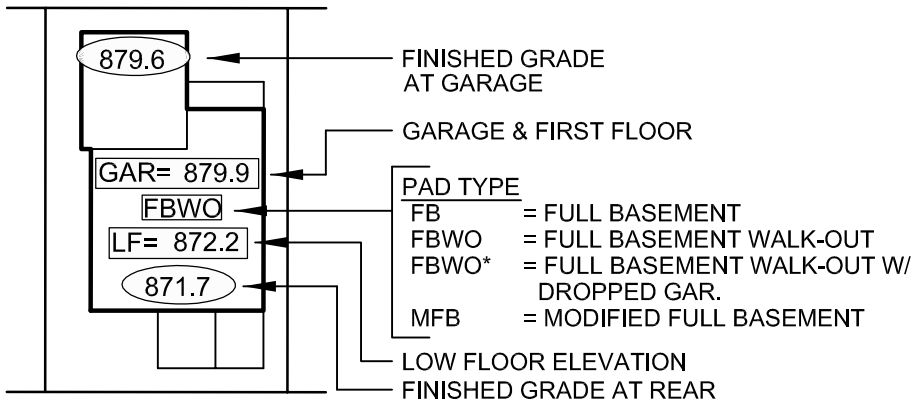 879.6
FINISHED GRADE
AT GARAGE
GARAGE & FIRST FLOOR
GAR= 879.9
FBWO
LF= 872.2
871.7
PAD TYPE
FB = FULL BASEMENT
FBWO = FULL BASEMENT WALK-OUT
FBWO* = FULL BASEMENT WALK-OUT W/
DROPPED GAR.
MFB = MODIFIED FULL BASEMENT
LOW FLOOR ELEVATION
FINISHED GRADE AT REAR